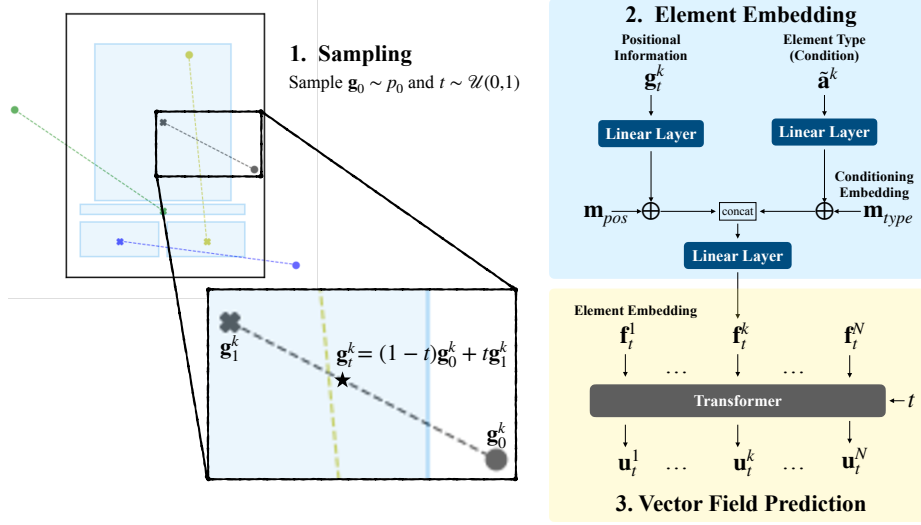 1. Sampling
Sample g₀ ∼ p₀ and t ∼ 𝒰(0,1)
g₁ᵏ
gₜᵏ = (1 − t)g₀ᵏ + tg₁ᵏ
g₀ᵏ
2. Element Embedding
Positional
Information
gₜᵏ
Element Type
(Condition)
ãᵏ
Linear Layer
Linear Layer
Conditioning
Embedding
m_pos
concat
m_type
Linear Layer
Element Embedding
fₜ¹
fₜᵏ
fₜᴺ
… …
Transformer
t
uₜ¹ … uₜᵏ … uₜᴺ
3. Vector Field Prediction